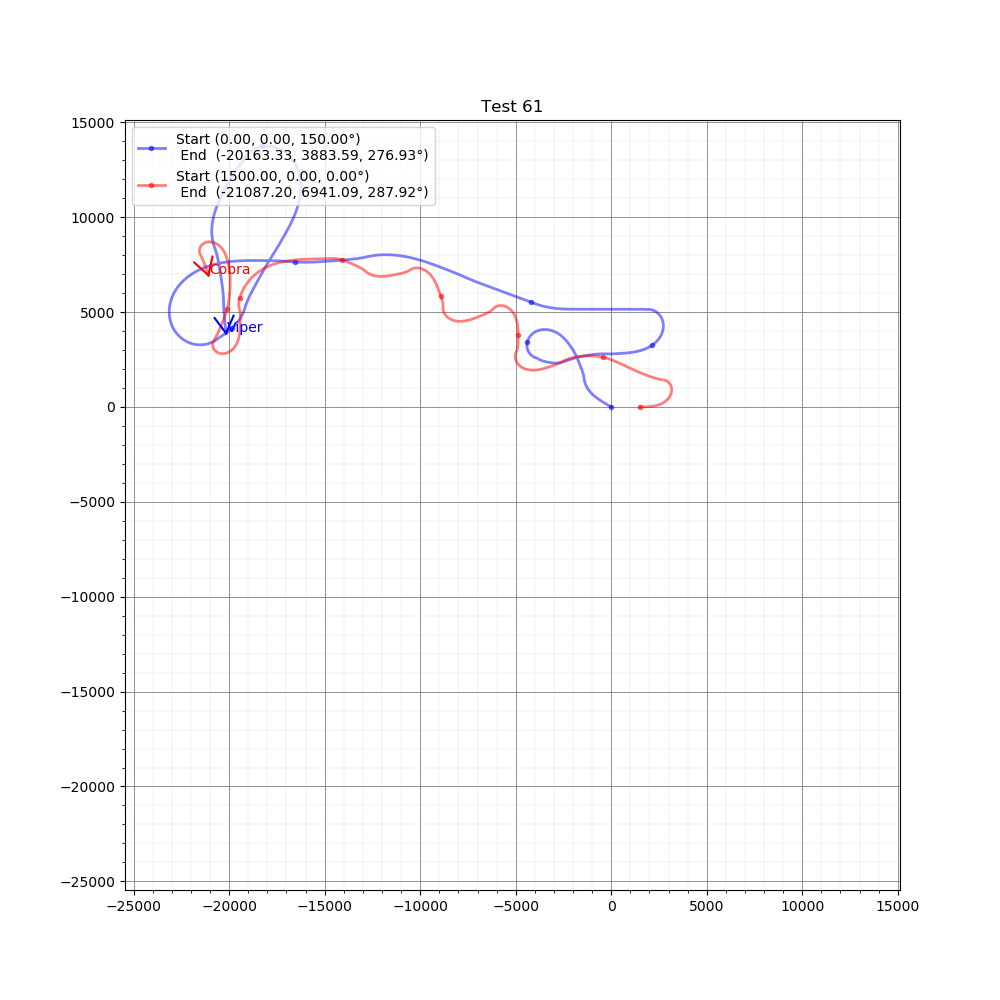 Test 61
Start (0.00, 0.00, 150.00°)
End (-20163.33, 3883.59, 276.93°)
Start (1500.00, 0.00, 0.00°)
End (-21087.20, 6941.09, 287.92°)
15000
10000
5000
0
−5000
−10000
−15000
−20000
−25000
Cobra
Viper
−25000 −20000 −15000 −10000 −5000 0 5000 10000 15000